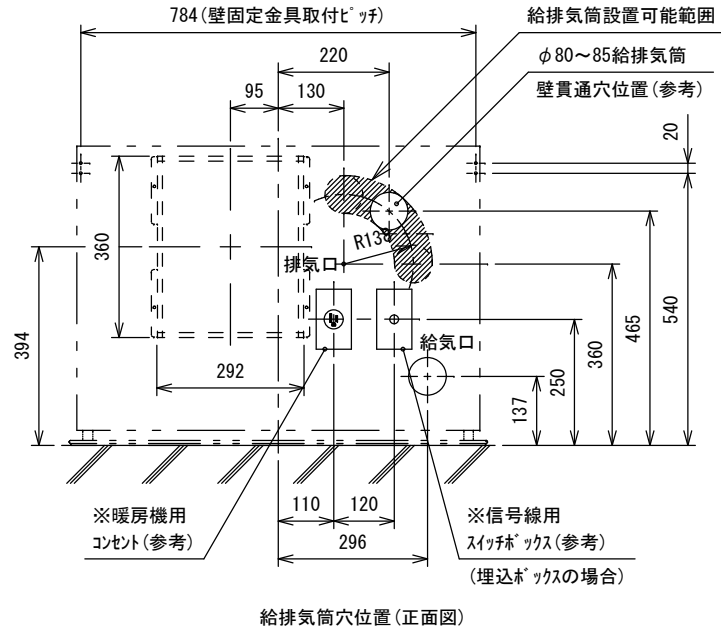 784(壁固定金具取付ピッチ)
給排気筒設置可能範囲
220
φ80～85給排気筒
壁貫通穴位置(参考)
95
130
20
360
R138
排気口
394
給気口
292
137
250
360
465
540
110
120
※暖房機用
コンセント(参考)
296
※信号線用
スイッチボックス(参考)
(埋込ボックスの場合)
給排気筒穴位置(正面図)